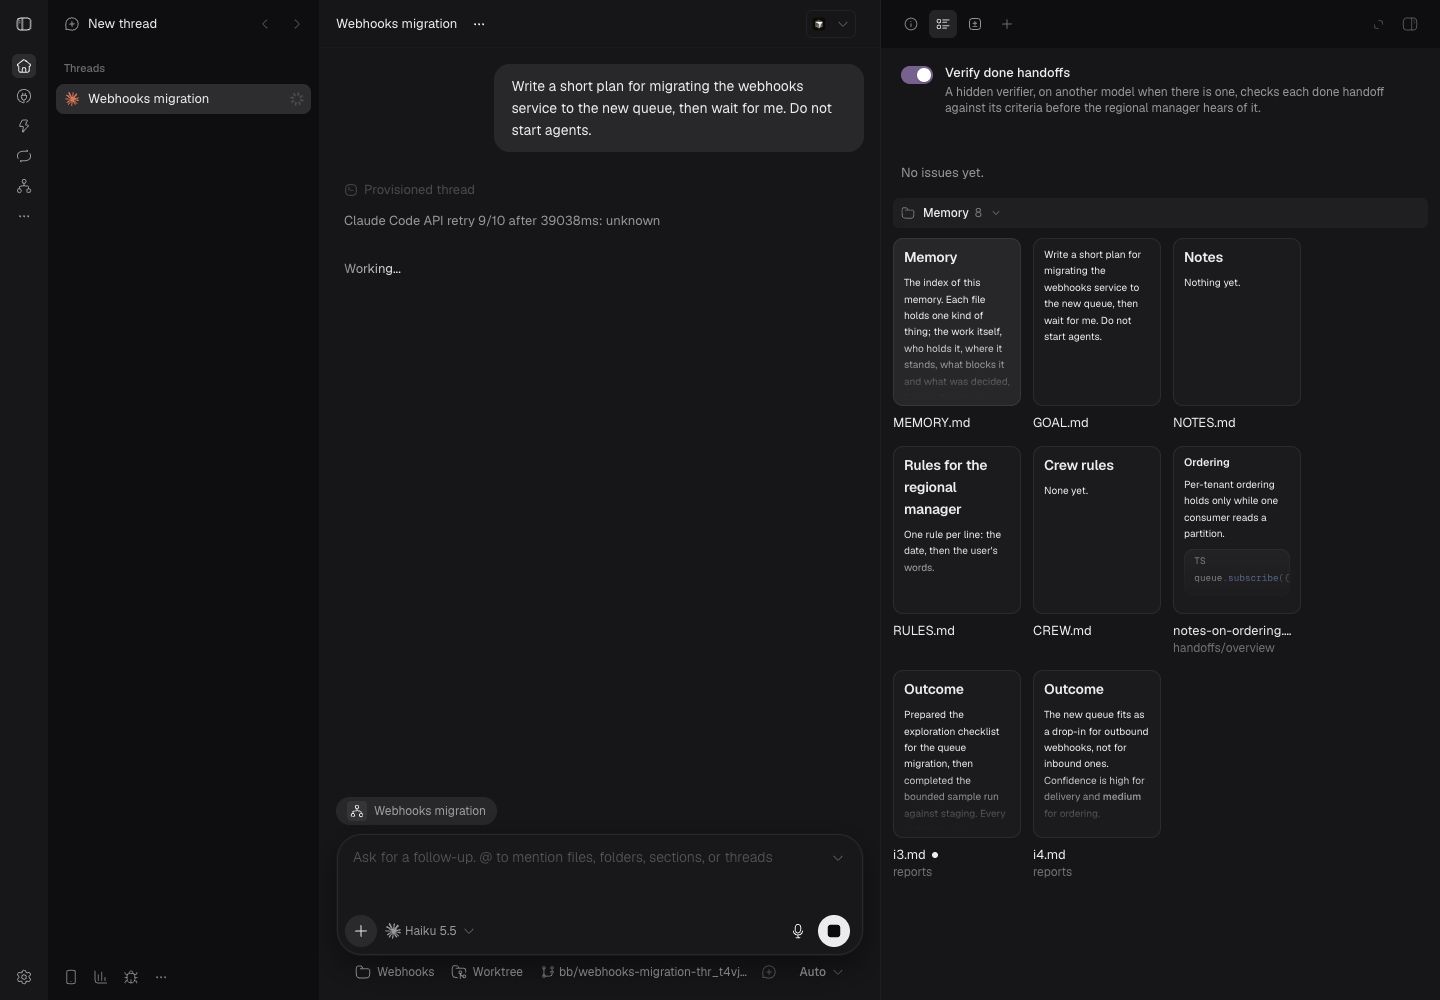 New thread
Threads
Webhooks migration
Webhooks migration
Write a short plan for migrating the webhooks
service to the new queue, then wait for me. Do not
start agents.
Provisioned thread
Claude Code API retry 9/10 after 39038ms: unknown
Working...
Webhooks migration
Ask for a follow-up. @ to mention files, folders, sections, or threads
Haiku 5.5
Webhooks
Worktree
bb/webhooks-migration-thr_t4vj...
Auto
Verify done handoffs
A hidden verifier, on another model when there is one, checks each done handoff
against its criteria before the regional manager hears of it.
No issues yet.
Memory 8
Memory
The index of this
memory. Each file
holds one kind of
thing; the work itself,
who holds it, where it
stands, what blocks it
and what was decided,
MEMORY.md
Write a short plan for
migrating the
webhooks service to
the new queue, then
wait for me. Do not
start agents.
GOAL.md
Notes
Nothing yet.
NOTES.md
Rules for the
regional
manager
One rule per line: the
date, then the user's
words.
RULES.md
Crew rules
None yet.
CREW.md
Ordering
Per-tenant ordering
holds only while one
consumer reads a
partition.
TS
queue.subscribe((
notes-on-ordering....
handoffs/overview
Outcome
Prepared the
exploration checklist
for the queue
migration, then
completed the
bounded sample run
against staging. Every
i3.md
reports
Outcome
The new queue fits as
a drop-in for outbound
webhooks, not for
inbound ones.
Confidence is high for
delivery and medium
for ordering.
i4.md
reports